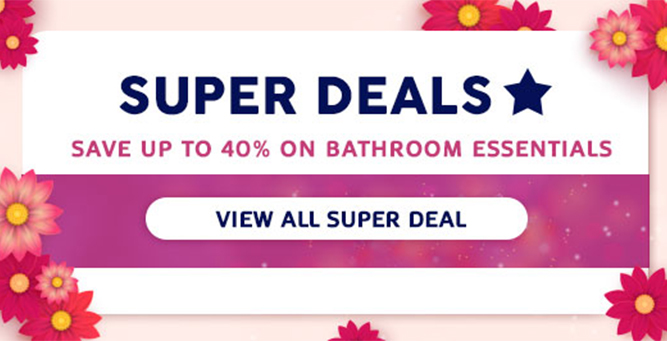 SUPER DEALS
SAVE UP TO 40% ON BATHROOM ESSENTIALS
VIEW ALL SUPER DEAL